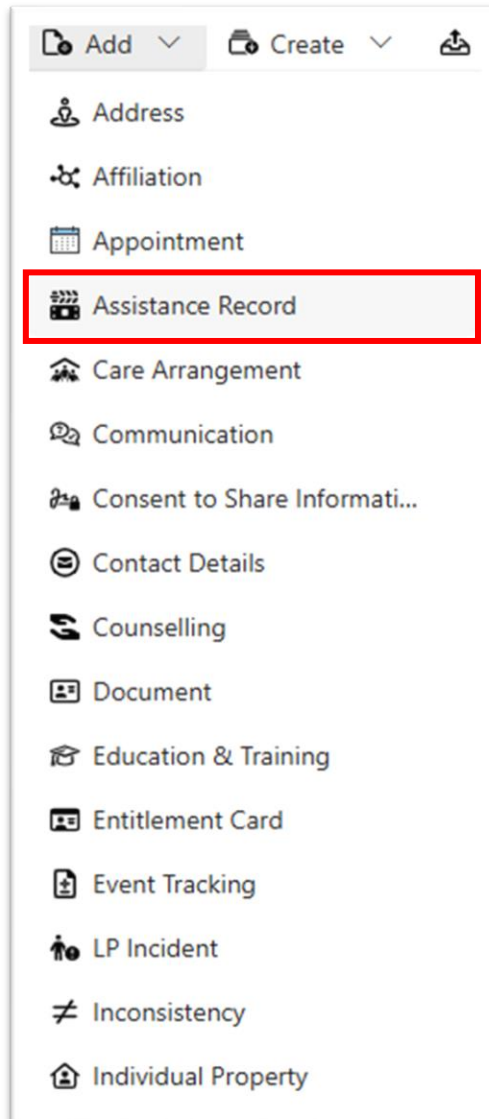 Add Create
Address
Affiliation
Appointment
Assistance Record
Care Arrangement
Communication
Consent to Share Informati...
Contact Details
Counselling
Document
Education & Training
Entitlement Card
Event Tracking
LP Incident
Inconsistency
Individual Property